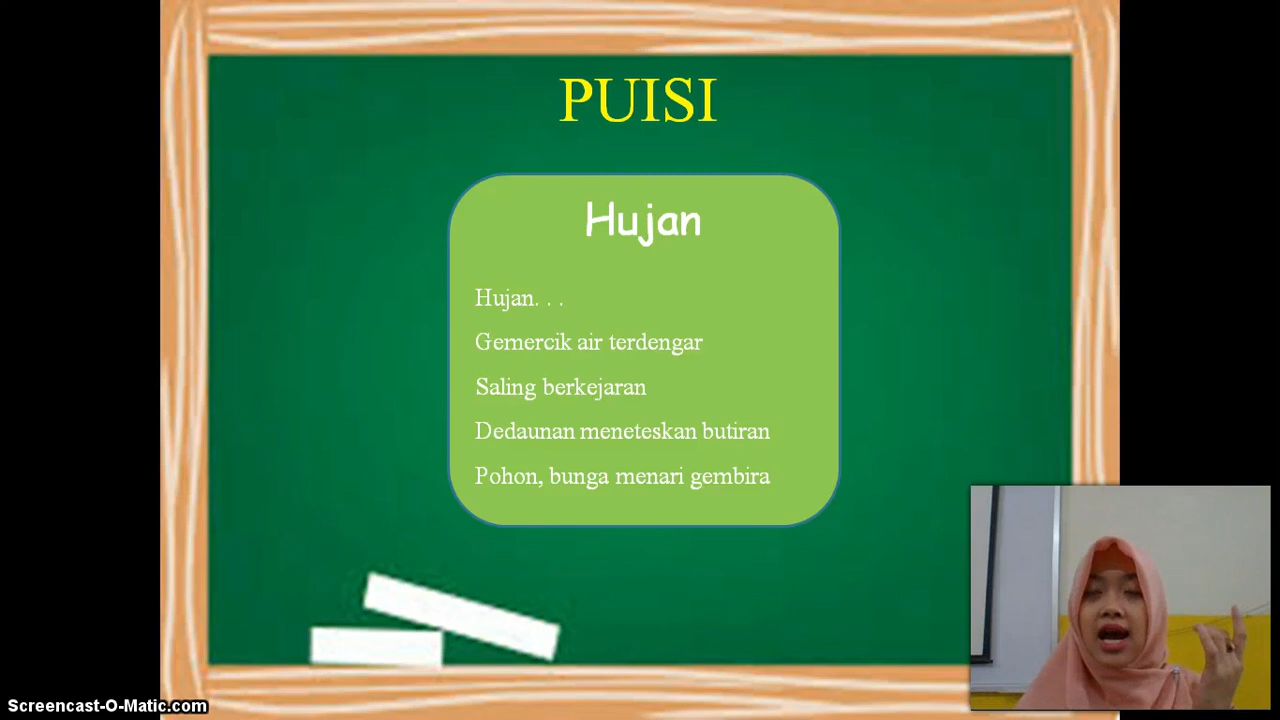 PUISI
Hujan
Hujan. . .
Gemercik air terdengar
Saling berkejaran
Dedaunan meneteskan butiran
Pohon, bunga menari gembira
Screencast-O-Matic.com